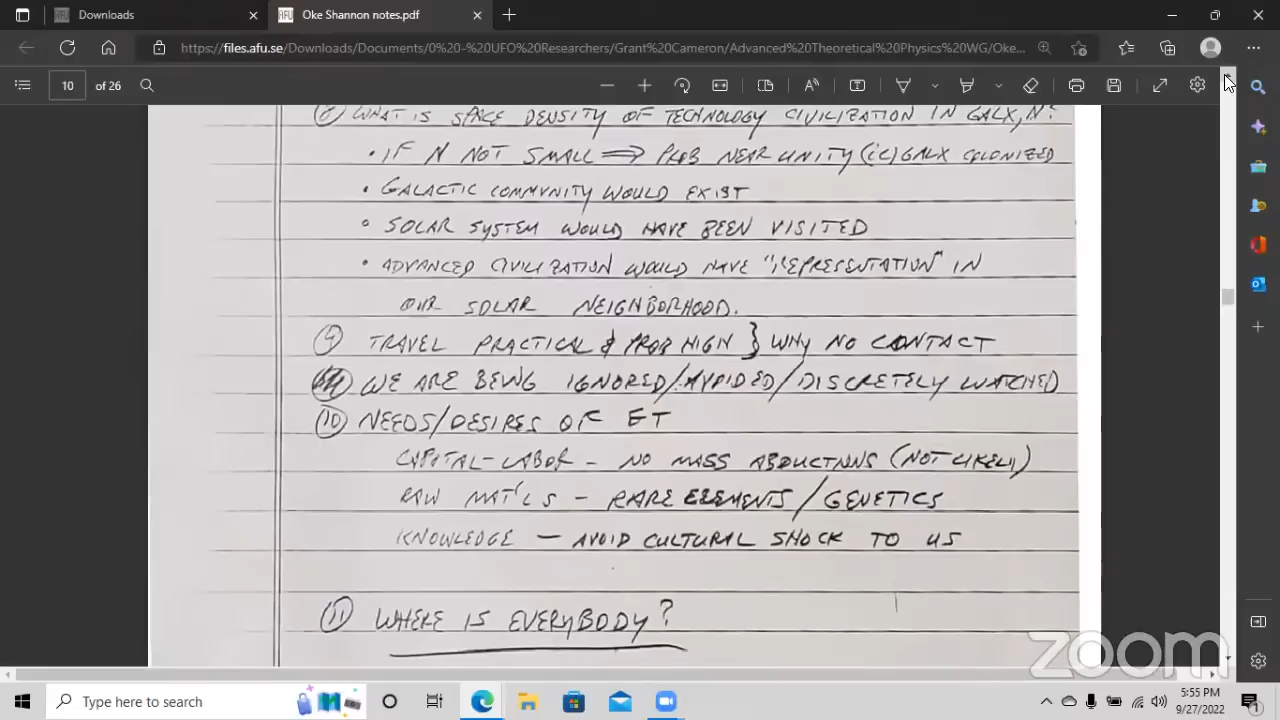 Downloads
Oke Shannon notes.pdf
https://files.afu.se/Downloads/Documents/0%20-%20UFO%20Researchers/Grant%20Cameron/Advanced%20Theoretical%20Physics%20WG/Oke...
10 of 26
⑧ WHAT IS SPACE DENSITY OF TECHNOLOGY CIVILIZATION IN GALX, N?
• IF N NOT SMALL ⟹ PROB NEAR UNITY (ie) GALX COLONIZED
• GALACTIC COMMUNITY WOULD EXIST
• SOLAR SYSTEM WOULD HAVE BEEN VISITED
• ADVANCED CIVILIZATION WOULD HAVE "REPRESENTATION" IN
OUR SOLAR NEIGHBORHOOD.
⑨ TRAVEL PRACTICAL & PROB HIGH } WHY NO CONTACT
WE ARE BEING IGNORED/AVOIDED/DISCRETELY WATCHED
⑩ NEEDS/DESIRES OF ET
CAPITAL-LABOR - NO MASS ABDUCTNNS (NOT LIKELY)
RAW MAT'LS - RARE ELEMENTS/GENETICS
KNOWLEDGE - AVOID CULTURAL SHOCK TO US
⑪ WHERE IS EVERYBODY?
zoom
Type here to search
5:55 PM
9/27/2022